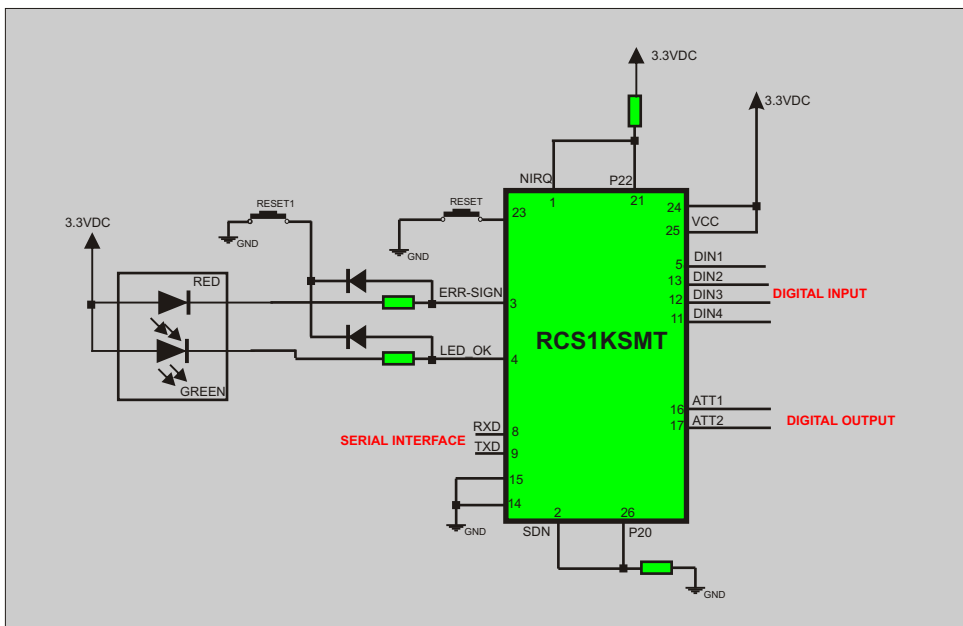 3.3VDC
3.3VDC
NIRQ
P22
1
21
RESET1
RESET
23
24
VCC
25
3.3VDC
GND
GND
RED
ERR-SIGN
3
5
DIN1
13
DIN2
12
DIN3
DIGITAL INPUT
11
DIN4
RCS1KSMT
LED_OK
4
GREEN
16
ATT1
17
ATT2
DIGITAL OUTPUT
SERIAL INTERFACE
RXD
8
TXD
9
15
14
GND
2
26
SDN
P20
GND